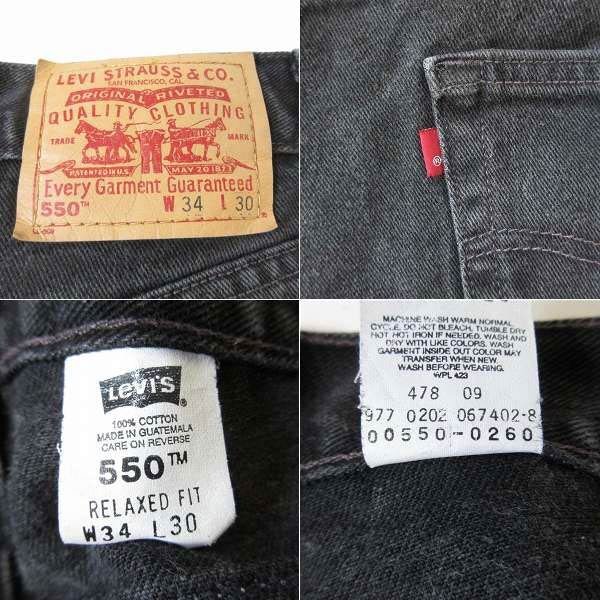 LEVI STRAUSS & CO.
SAN FRANCISCO, CAL.
ORIGINAL RIVETED
QUALITY CLOTHING
TRADE MARK
PATENTED IN U.S. MAY 20 1873
Every Garment Guaranteed
550™ W 34 L 30
®
Levi's
100% COTTON
MADE IN GUATEMALA
CARE ON REVERSE
550™
RELAXED FIT
W34 L30
MACHINE WASH WARM NORMAL
CYCLE. DO NOT BLEACH. TUMBLE DRY
HOT. HOT IRON IF NEEDED. WASH AND
DRY WITH LIKE COLORS. WASH
GARMENT INSIDE OUT COLOR MAY
TRANSFER WHEN NEW.
WASH BEFORE WEARING.
WPL 423
478 09
977 0202 067402-8
00550-0260